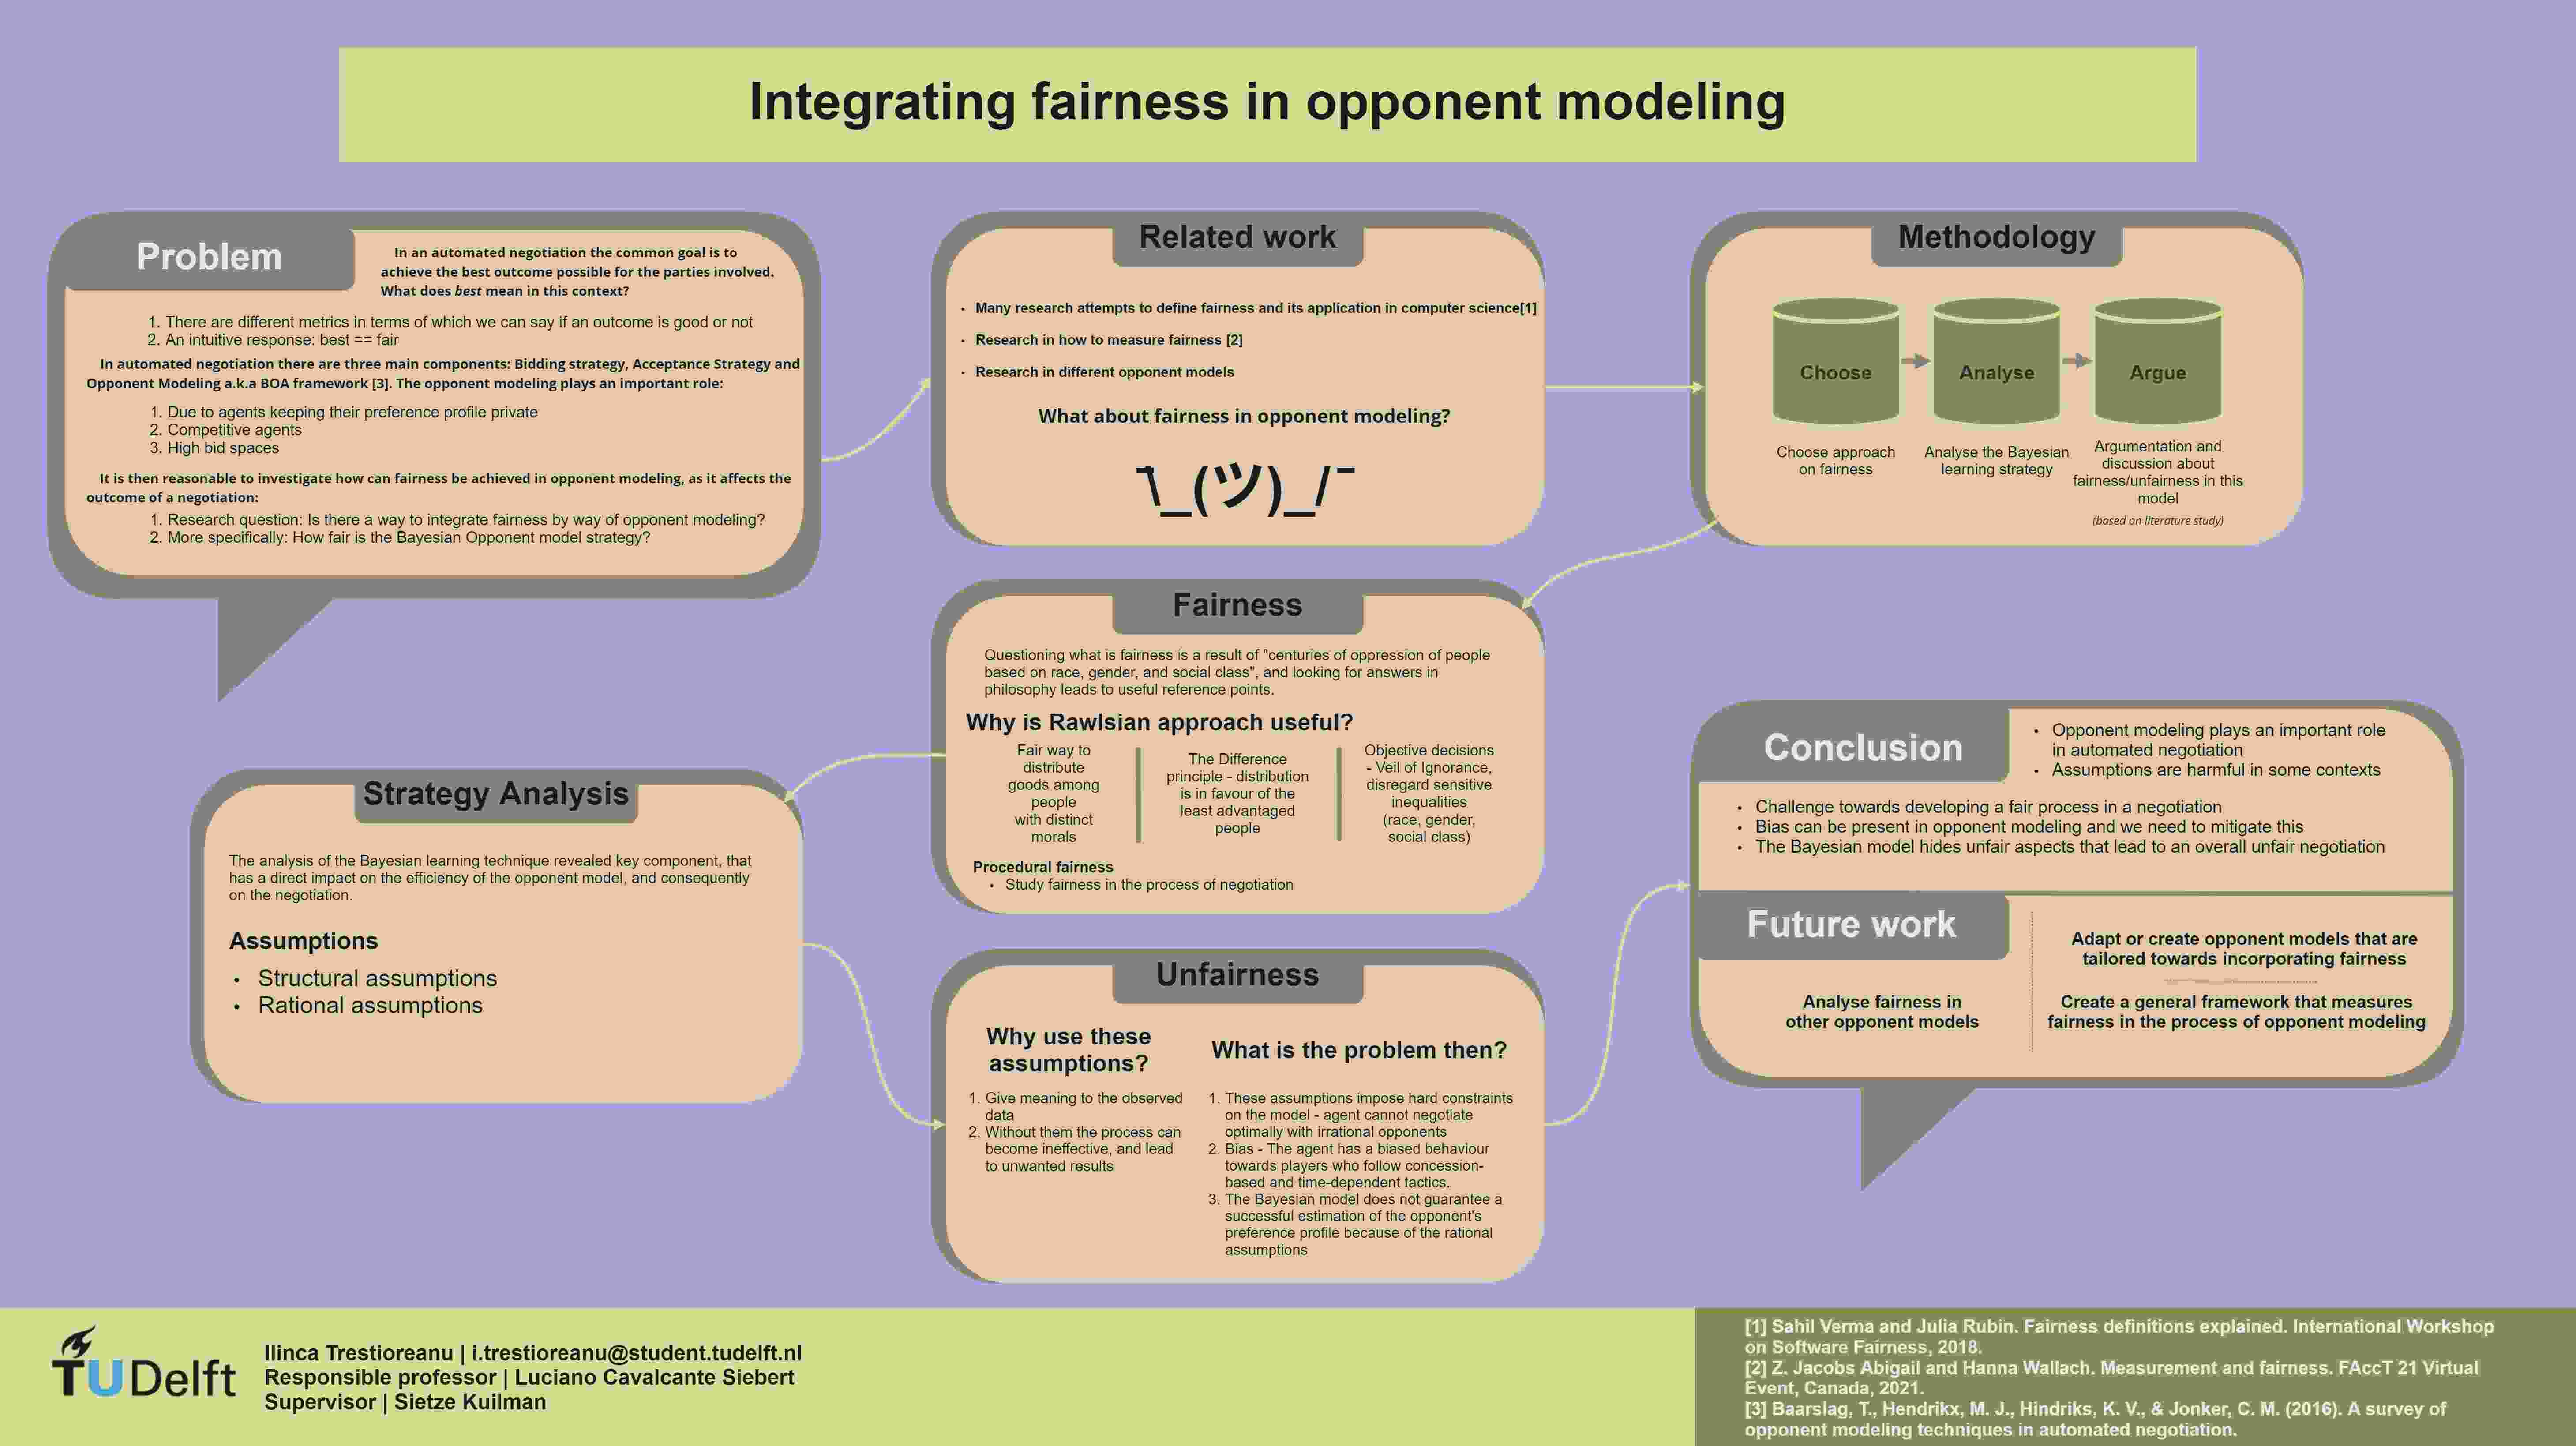 Integrating fairness in opponent modeling
Problem
In an automated negotiation the common goal is to
achieve the best outcome possible for the parties involved.
What does best mean in this context?
1. There are different metrics in terms of which we can say if an outcome is good or not
2. An intuitive response: best == fair
In automated negotiation there are three main components: Bidding strategy, Acceptance Strategy and
Opponent Modeling a.k.a BOA framework [3]. The opponent modeling plays an important role:
1. Due to agents keeping their preference profile private
2. Competitive agents
3. High bid spaces
It is then reasonable to investigate how can fairness be achieved in opponent modeling, as it affects the
outcome of a negotiation:
1. Research question: Is there a way to integrate fairness by way of opponent modeling?
2. More specifically: How fair is the Bayesian Opponent model strategy?
Related work
• Many research attempts to define fairness and its application in computer science[1]
• Research in how to measure fairness [2]
• Research in different opponent models
What about fairness in opponent modeling?
¯\_(ツ)_/¯
Methodology
Choose
Analyse
Argue
Choose approach
on fairness
Analyse the Bayesian
learning strategy
Argumentation and
discussion about
fairness/unfairness in this
model
(based on literature study)
Fairness
Questioning what is fairness is a result of "centuries of oppression of people
based on race, gender, and social class", and looking for answers in
philosophy leads to useful reference points.
Why is Rawlsian approach useful?
Fair way to
distribute
goods among
people
with distinct
morals
The Difference
principle - distribution
is in favour of the
least advantaged
people
Objective decisions
- Veil of Ignorance,
disregard sensitive
inequalities
(race, gender,
social class)
Procedural fairness
• Study fairness in the process of negotiation
Strategy Analysis
The analysis of the Bayesian learning technique revealed key component, that
has a direct impact on the efficiency of the opponent model, and consequently
on the negotiation.
Assumptions
• Structural assumptions
• Rational assumptions
Unfairness
Why use these
assumptions?
1. Give meaning to the observed
data
2. Without them the process can
become ineffective, and lead
to unwanted results
What is the problem then?
1. These assumptions impose hard constraints
on the model - agent cannot negotiate
optimally with irrational opponents
2. Bias - The agent has a biased behaviour
towards players who follow concession-
based and time-dependent tactics.
3. The Bayesian model does not guarantee a
successful estimation of the opponent's
preference profile because of the rational
assumptions
Conclusion
• Opponent modeling plays an important role
in automated negotiation
• Assumptions are harmful in some contexts
• Challenge towards developing a fair process in a negotiation
• Bias can be present in opponent modeling and we need to mitigate this
• The Bayesian model hides unfair aspects that lead to an overall unfair negotiation
Future work
Analyse fairness in
other opponent models
Adapt or create opponent models that are
tailored towards incorporating fairness
Create a general framework that measures
fairness in the process of opponent modeling
TU Delft
Ilinca Trestioreanu | i.trestioreanu@student.tudelft.nl
Responsible professor | Luciano Cavalcante Siebert
Supervisor | Sietze Kuilman
[1] Sahil Verma and Julia Rubin. Fairness definitions explained. International Workshop
on Software Fairness, 2018.
[2] Z. Jacobs Abigail and Hanna Wallach. Measurement and fairness. FAccT 21 Virtual
Event, Canada, 2021.
[3] Baarslag, T., Hendrikx, M. J., Hindriks, K. V., & Jonker, C. M. (2016). A survey of
opponent modeling techniques in automated negotiation.